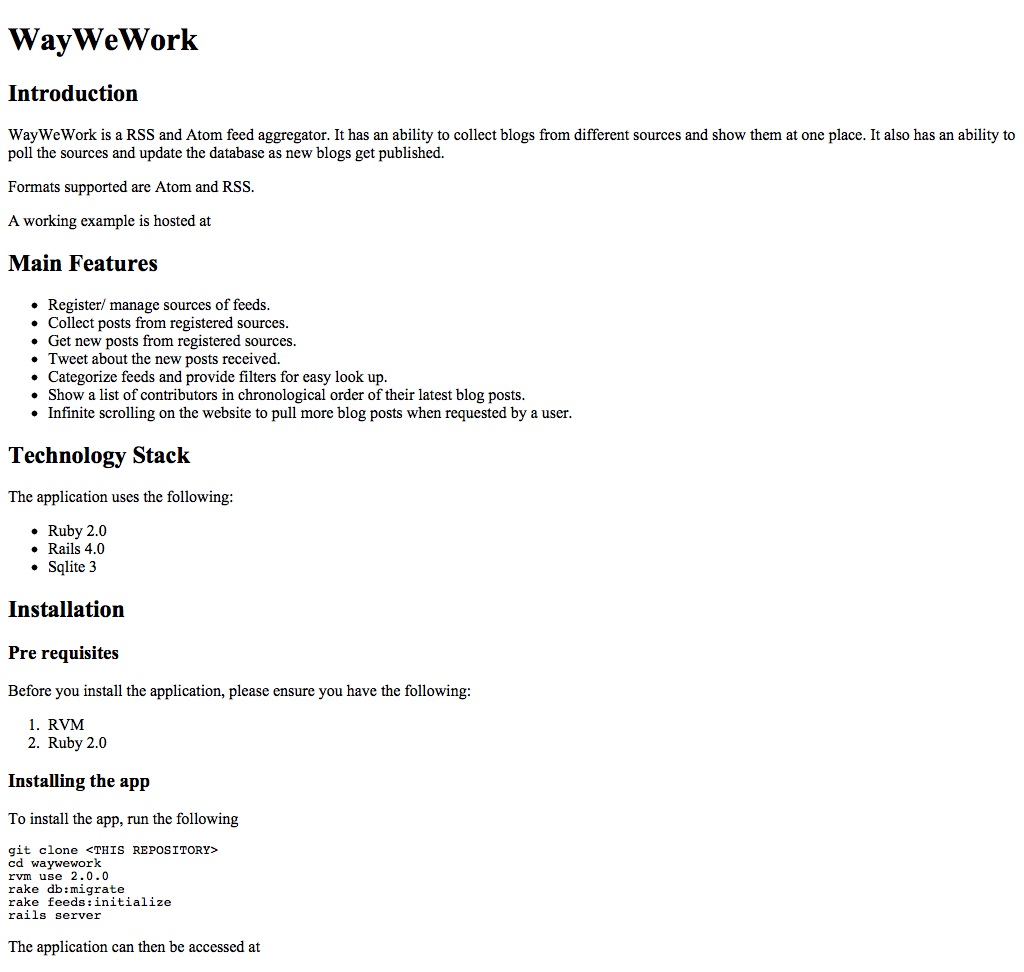 WayWeWork
Introduction
WayWeWork is a RSS and Atom feed aggregator. It has an ability to collect blogs from different sources and show them at one place. It also has an ability to
poll the sources and update the database as new blogs get published.
Formats supported are Atom and RSS.
A working example is hosted at
Main Features
• Register/ manage sources of feeds.
• Collect posts from registered sources.
• Get new posts from registered sources.
• Tweet about the new posts received.
• Categorize feeds and provide filters for easy look up.
• Show a list of contributors in chronological order of their latest blog posts.
• Infinite scrolling on the website to pull more blog posts when requested by a user.
Technology Stack
The application uses the following:
• Ruby 2.0
• Rails 4.0
• Sqlite 3
Installation
Pre requisites
Before you install the application, please ensure you have the following:
1. RVM
2. Ruby 2.0
Installing the app
To install the app, run the following
git clone <THIS REPOSITORY>
cd waywework
rvm use 2.0.0
rake db:migrate
rake feeds:initialize
rails server
The application can then be accessed at